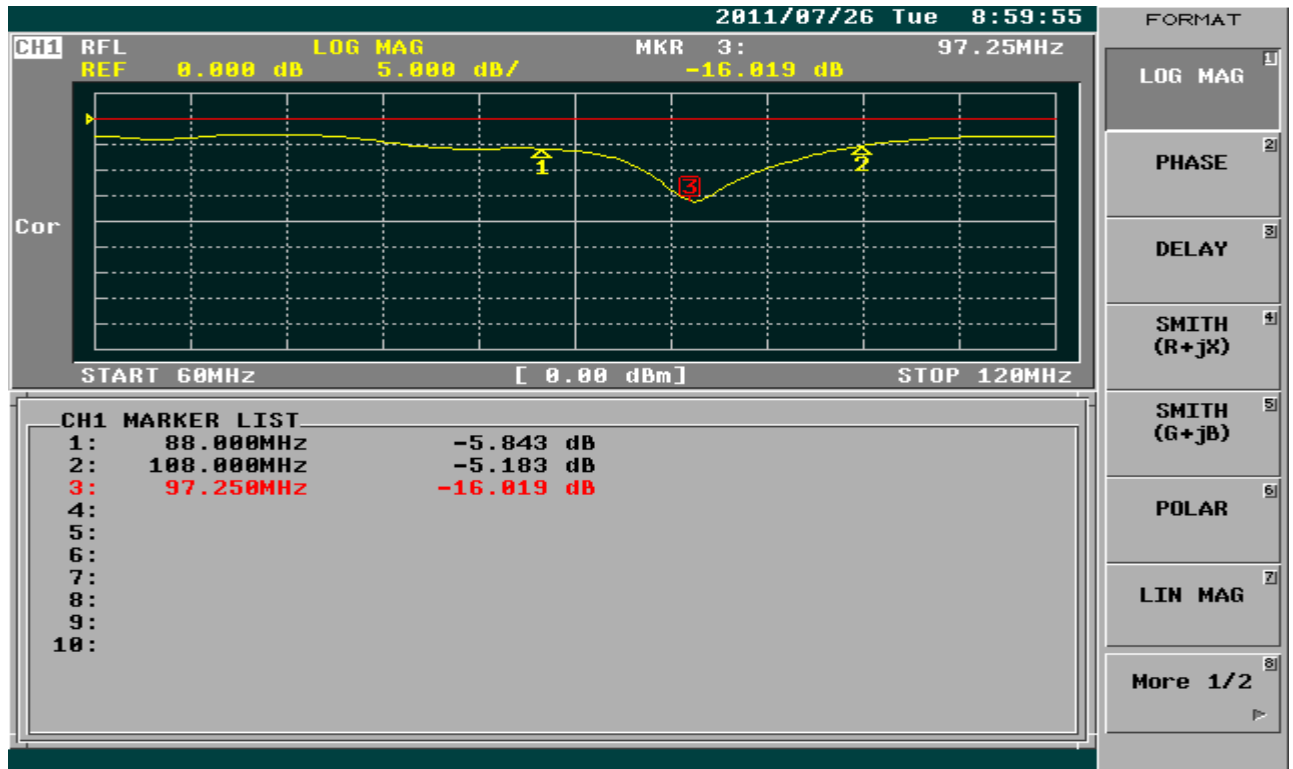 2011/07/26 Tue 8:59:55
CH1 RFL LOG MAG MKR 3: 97.25MHz
REF 0.000 dB 5.000 dB/ -16.019 dB
1
2
3
Cor
START 60MHz [ 0.00 dBm] STOP 120MHz
CH1 MARKER LIST
1: 88.000MHz -5.843 dB
2: 108.000MHz -5.183 dB
3: 97.250MHz -16.019 dB
4:
5:
6:
7:
8:
9:
10:
FORMAT
1
LOG MAG
2
PHASE
3
DELAY
4
SMITH
(R+jX)
5
SMITH
(G+jB)
6
POLAR
7
LIN MAG
8
More 1/2